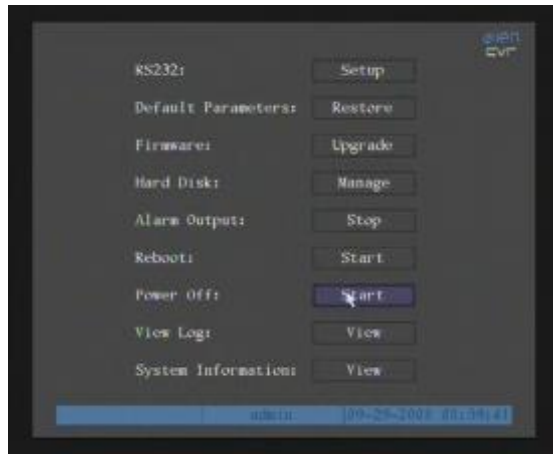 RS232: Setup
Default Parameters: Restore
Firmware: Upgrade
Hard Disk: Manage
Alarm Output: Stop
Reboot: Start
Power Off: Start
View Log: View
System Information: View
admin